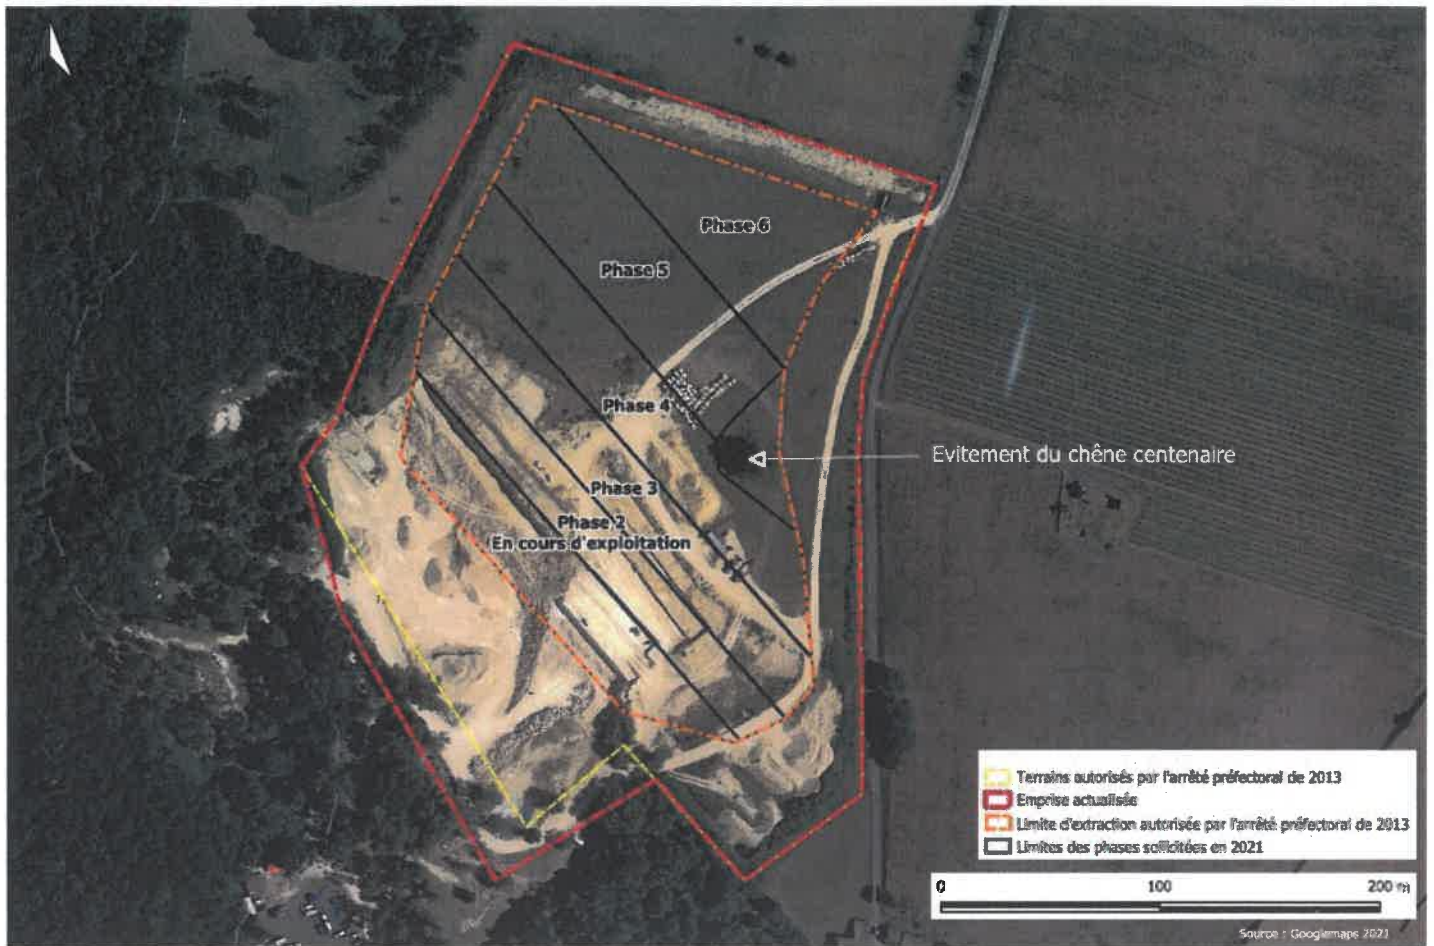 Phase 6
Phase 5
Phase 4
Evitement du chêne centenaire
Phase 3
Phase 2
En cours d'exploitation
Terrains autorisés par l'arrêté préfectoral de 2013
Emprise actualisée
Limite d'extraction autorisée par l'arrêté préfectoral de 2013
Limites des phases sollicitées en 2021
0 100 200 m
Source : Googlemaps 2021